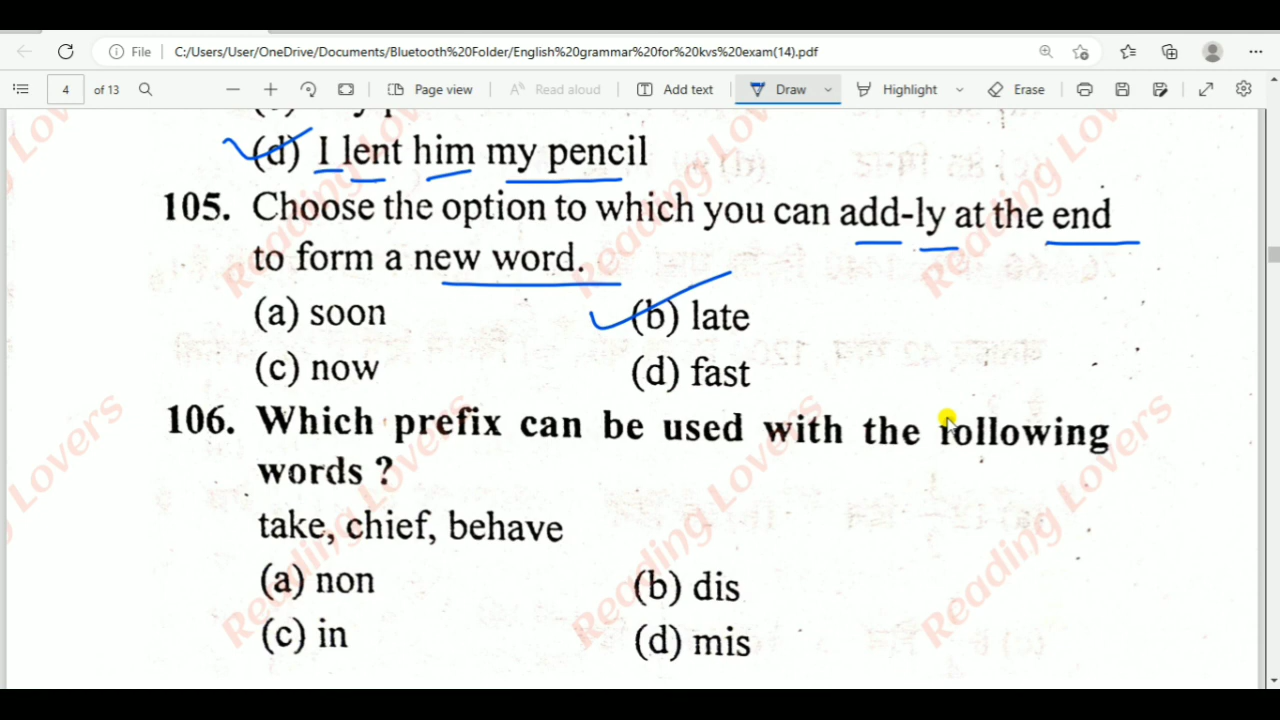 File C:/Users/User/OneDrive/Documents/Bluetooth%20Folder/English%20grammar%20for%20kvs%20exam(14).pdf
4 of 13 Page view Read aloud Add text Draw Highlight Erase
(d) I lent him my pencil
105. Choose the option to which you can add-ly at the end
to form a new word.
(a) soon (b) late
(c) now (d) fast
106. Which prefix can be used with the following
words ?
take, chief, behave
(a) non (b) dis
(c) in (d) mis
Reading Lovers